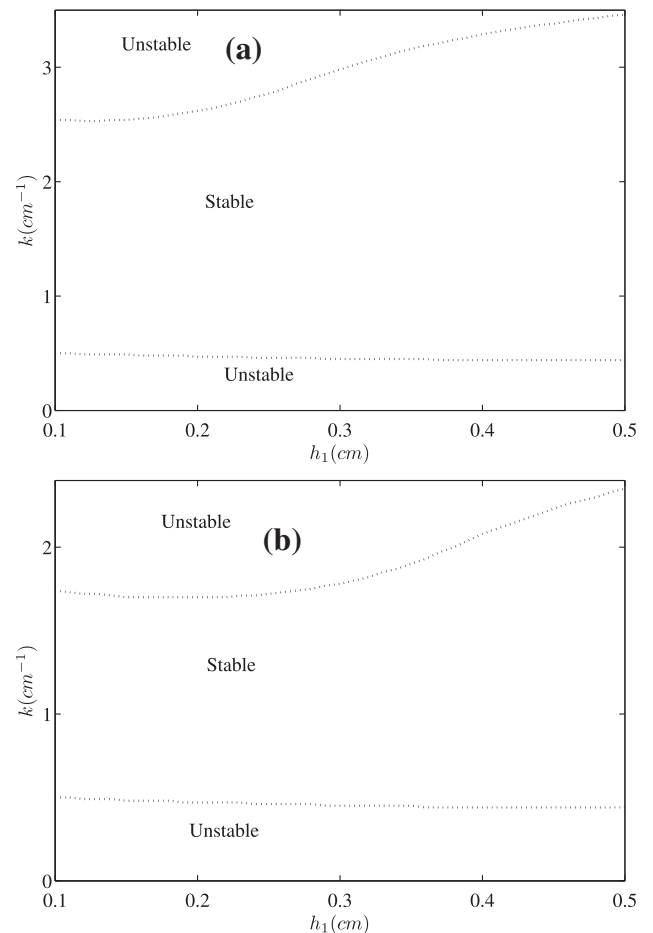 Unstable
(a)
3
Stable
2
k(cm⁻¹)
1
Unstable
0
0.1 0.2 0.3 0.4 0.5
h₁(cm)
Unstable
(b)
2
Stable
k(cm⁻¹)
1
Unstable
0
0.1 0.2 0.3 0.4 0.5
h₁(cm)